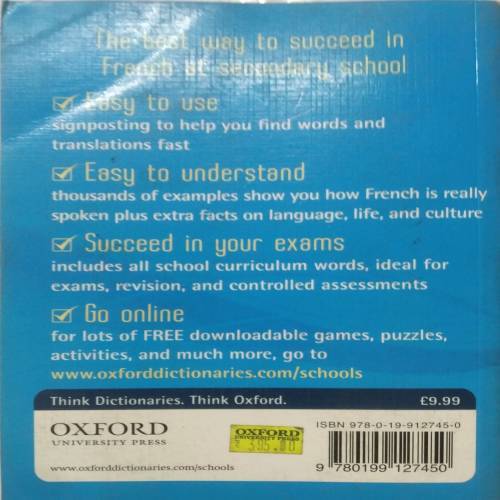 The best way to succeed in
French at secondary school
Easy to use
signposting to help you find words and
translations fast
Easy to understand
thousands of examples show you how French is really
spoken plus extra facts on language, life, and culture
Succeed in your exams
includes all school curriculum words, ideal for
exams, revision, and controlled assessments
Go online
for lots of FREE downloadable games, puzzles,
activities, and much more, go to
www.oxforddictionaries.com/schools
Think Dictionaries. Think Oxford.
£9.99
OXFORD
UNIVERSITY PRESS
www.oxforddictionaries.com/schools
OXFORD
UNIVERSITY PRESS
ISBN 978-0-19-912745-0
9 780199 127450